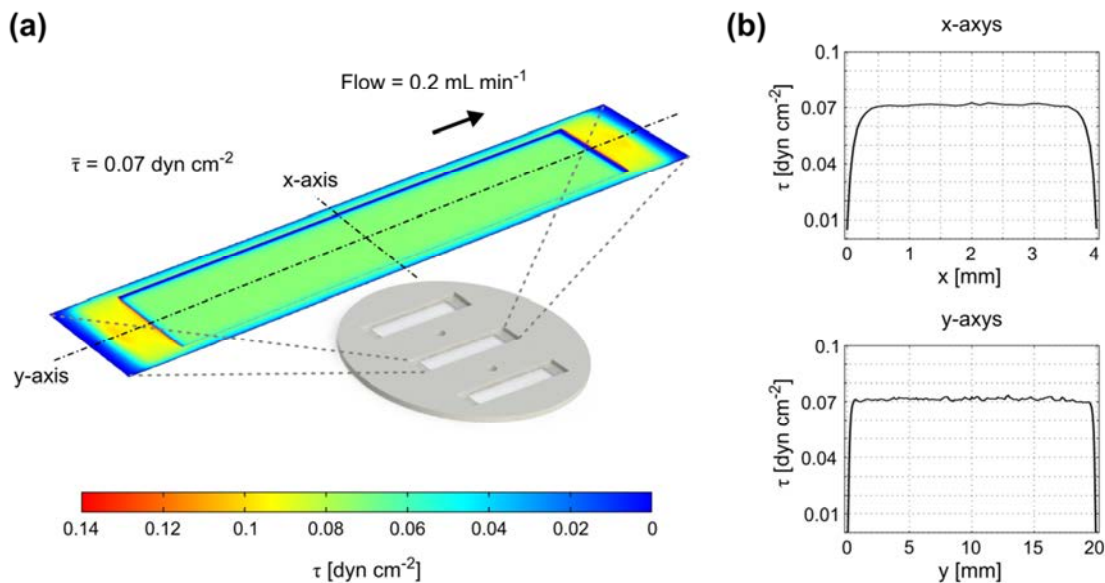 (a)
Flow = 0.2 mL min⁻¹
τ̄ = 0.07 dyn cm⁻²
x-axis
y-axis
0.14 0.12 0.1 0.08 0.06 0.04 0.02 0
τ [dyn cm⁻²]
(b)
x-axys
0.1
0.07
0.04
0.01
τ [dyn cm⁻²]
0 1 2 3 4
x [mm]
y-axys
0.1
0.07
0.04
0.01
τ [dyn cm⁻²]
0 5 10 15 20
y [mm]